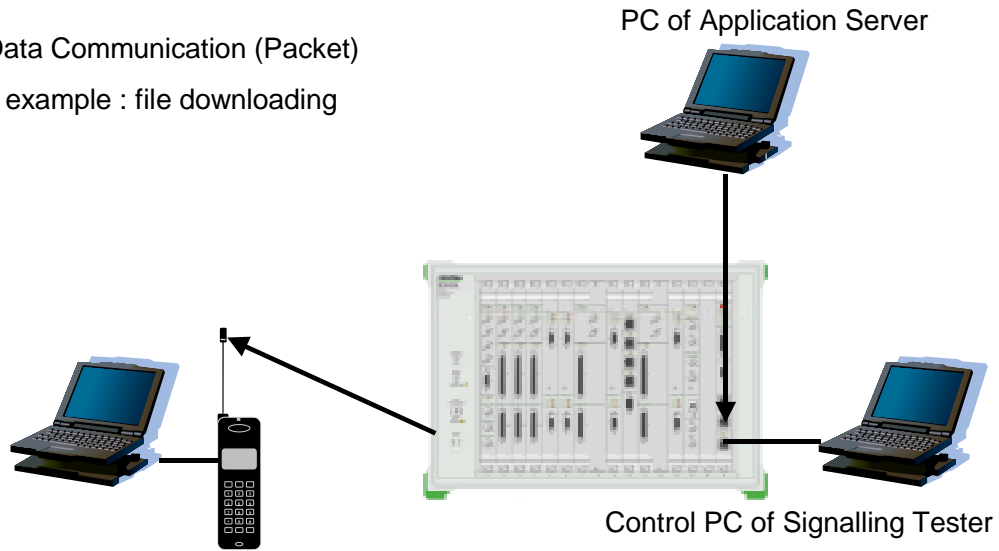 PC of Application Server
Data Communication (Packet)
example : file downloading
Control PC of Signalling Tester